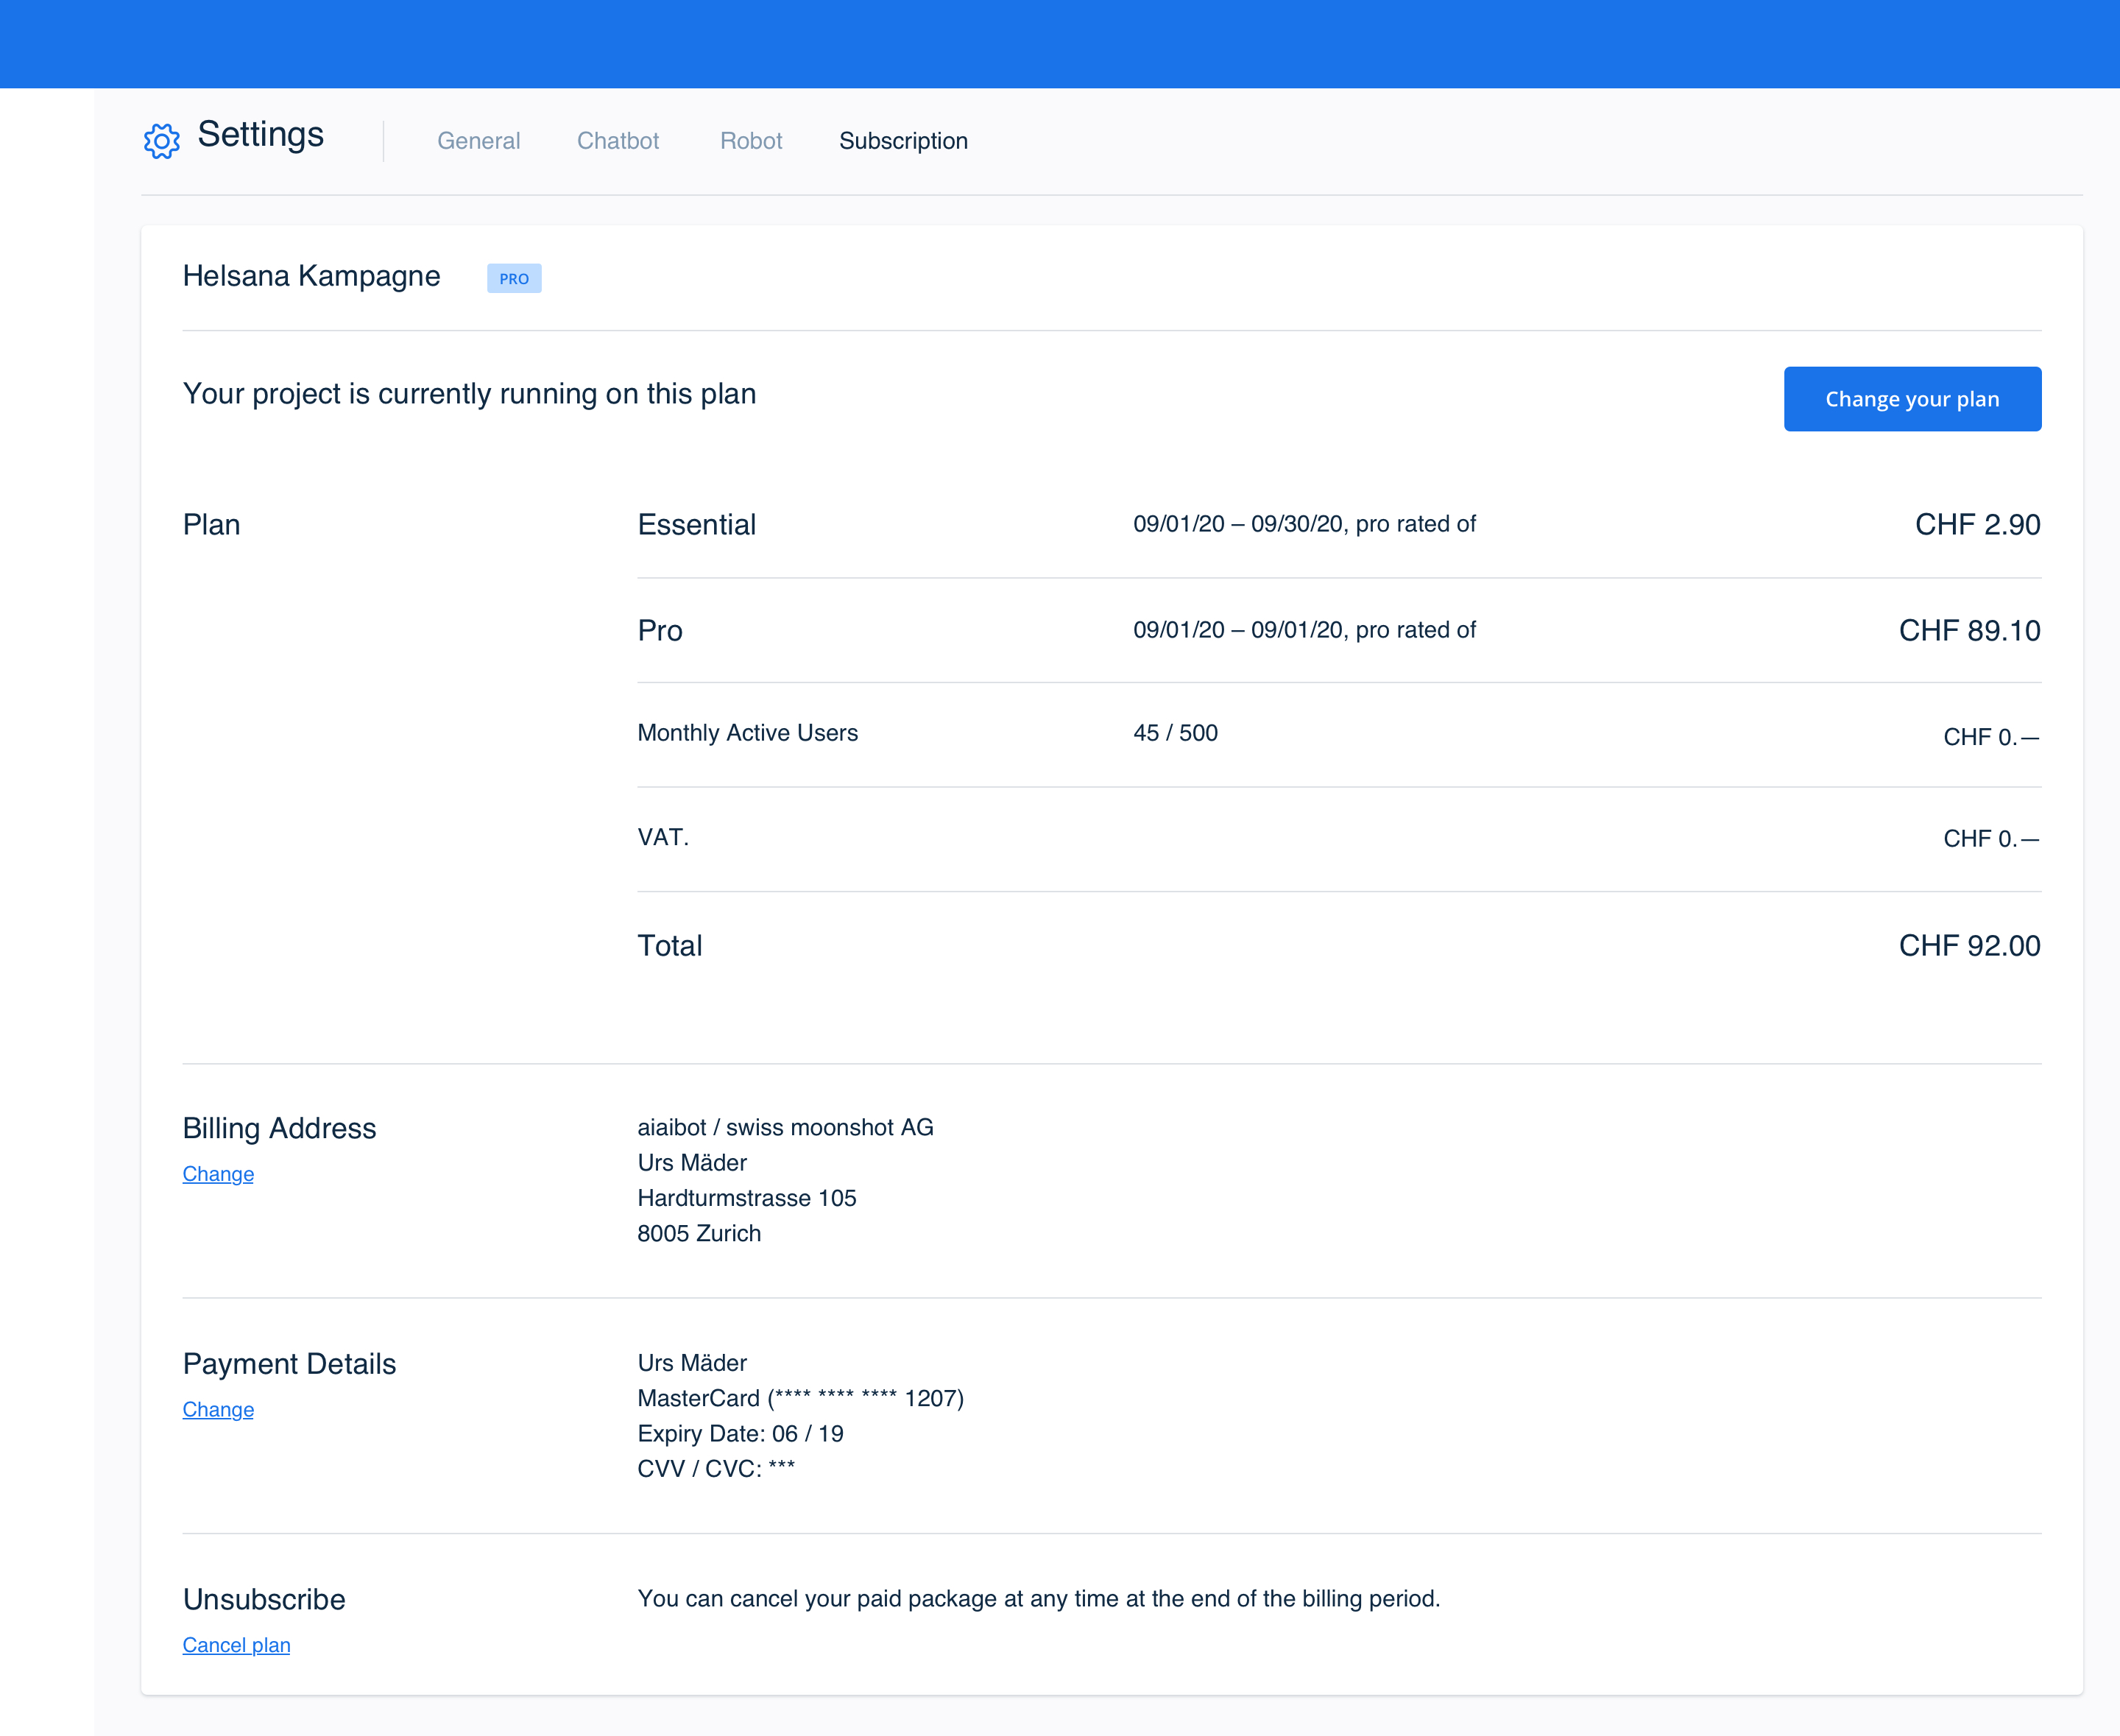 Settings General Chatbot Robot Subscription
Helsana Kampagne PRO
Your project is currently running on this plan Change your plan
Plan Essential 09/01/20 – 09/30/20, pro rated of CHF 2.90
Pro 09/01/20 – 09/01/20, pro rated of CHF 89.10
Monthly Active Users 45 / 500 CHF 0.—
VAT. CHF 0.—
Total CHF 92.00
Billing Address aiaibot / swiss moonshot AG
Change Urs Mäder
Hardturmstrasse 105
8005 Zurich
Payment Details Urs Mäder
Change MasterCard (**** **** **** 1207)
Expiry Date: 06 / 19
CVV / CVC: ***
Unsubscribe You can cancel your paid package at any time at the end of the billing period.
Cancel plan